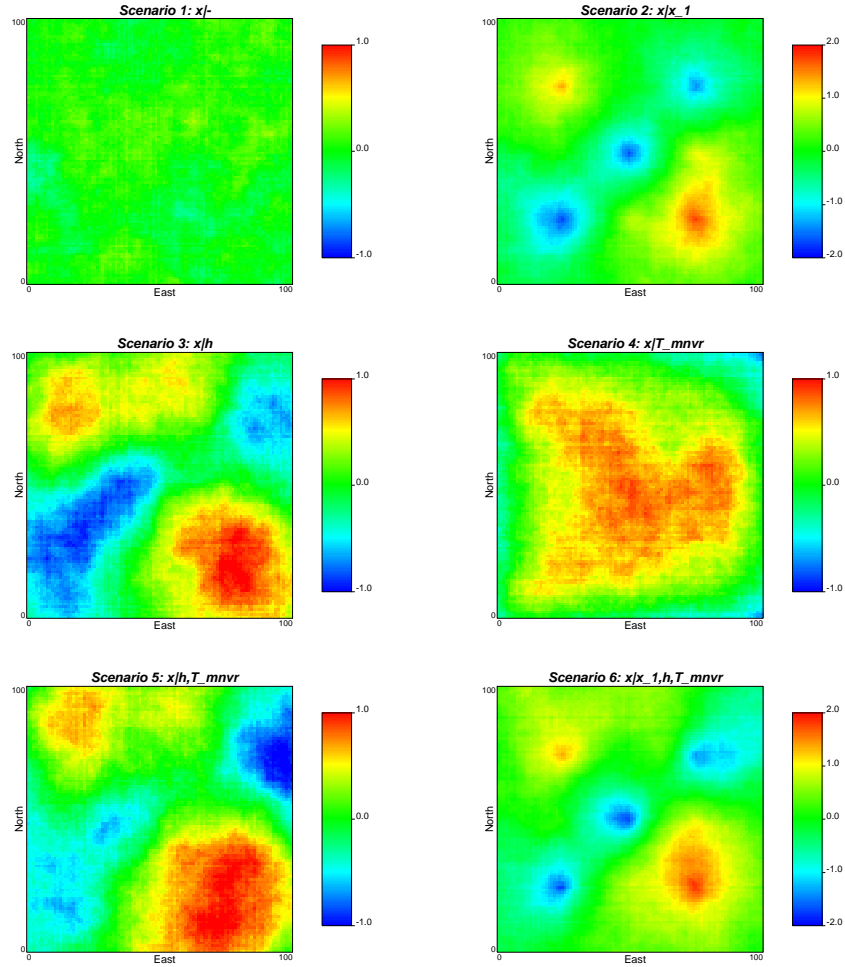 Scenario 1: x|-
100
North
0
0
East
100
1.0
0.0
-1.0
Scenario 2: x|x_1
100
North
0
0
East
100
2.0
1.0
0.0
-1.0
-2.0
Scenario 3: x|h
100
North
0
0
East
100
1.0
0.0
-1.0
Scenario 4: x|T_mnvr
100
North
0
0
East
100
1.0
0.0
-1.0
Scenario 5: x|h,T_mnvr
100
North
0
0
East
100
1.0
0.0
-1.0
Scenario 6: x|x_1,h,T_mnvr
100
North
0
0
East
100
2.0
1.0
0.0
-1.0
-2.0